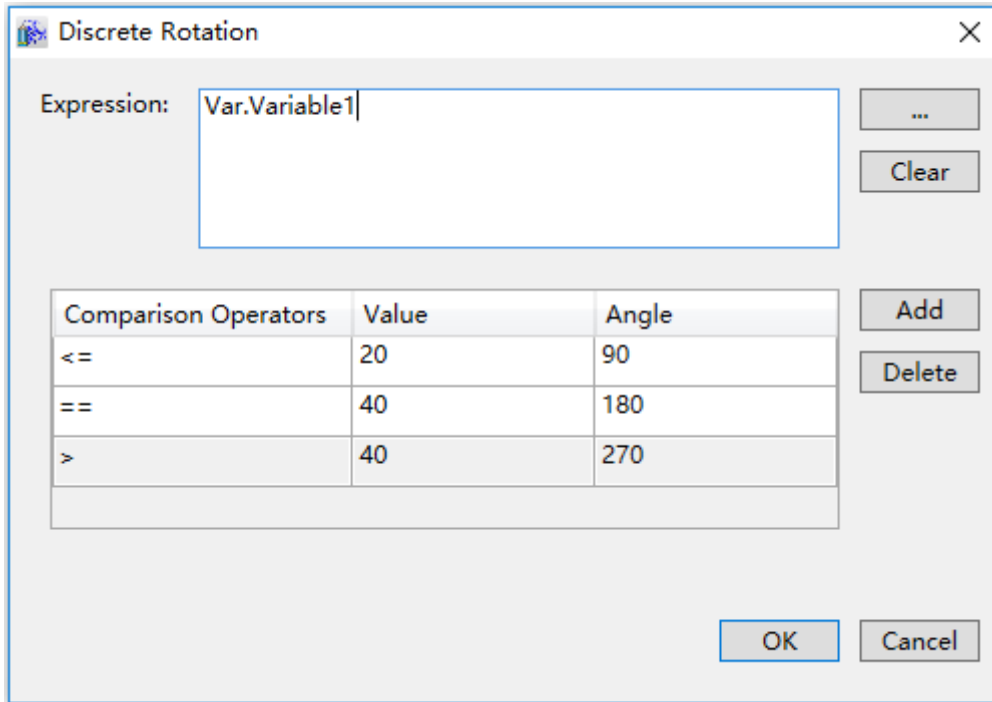 Discrete Rotation
Expression:
Var.Variable1
...
Clear
Comparison Operators Value Angle
<= 20 90
== 40 180
> 40 270
Add
Delete
OK Cancel